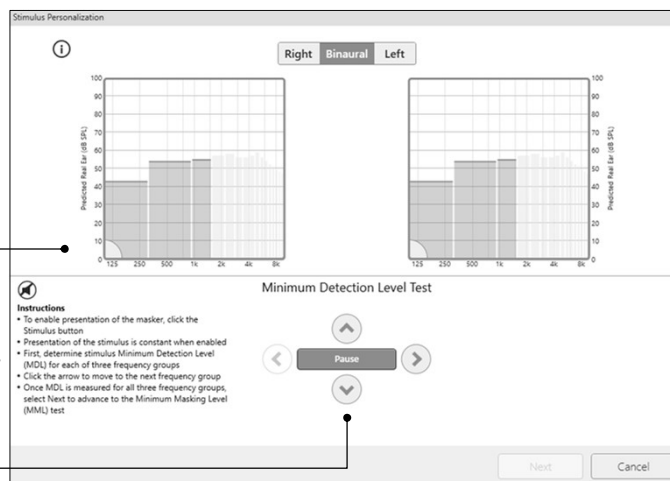 Stimulus Personalization
Right Binaural Left
100 100
90 90
80 80
70 70
60 60
50 50
40 40
30 30
20 20
10 10
0 0
Predicted Real Ear (dB SPL) Predicted Real Ear (dB SPL)
125 250 500 1k 2k 4k 8k 125 250 500 1k 2k 4k 8k
Minimum Detection Level Test
Instructions
• To enable presentation of the masker, click the
Stimulus button
• Presentation of the stimulus is constant when enabled
• First, determine stimulus Minimum Detection Level
(MDL) for each of three frequency groups
• Click the arrow to move to the next frequency group
• Once MDL is measured for all three frequency groups,
select Next to advance to the Minimum Masking Level
(MML) test
Pause
Next Cancel